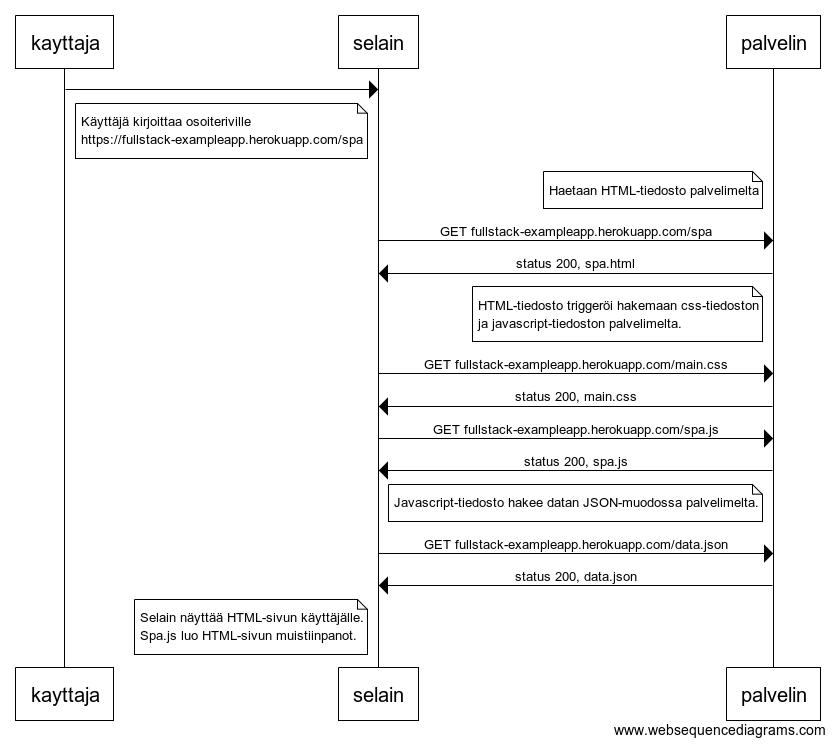 kayttaja
selain
palvelin
Käyttäjä kirjoittaa osoiteriville
https://fullstack-exampleapp.herokuapp.com/spa
Haetaan HTML-tiedosto palvelimelta
GET fullstack-exampleapp.herokuapp.com/spa
status 200, spa.html
HTML-tiedosto triggeröi hakemaan css-tiedoston
ja javascript-tiedoston palvelimelta.
GET fullstack-exampleapp.herokuapp.com/main.css
status 200, main.css
GET fullstack-exampleapp.herokuapp.com/spa.js
status 200, spa.js
Javascript-tiedosto hakee datan JSON-muodossa palvelimelta.
GET fullstack-exampleapp.herokuapp.com/data.json
status 200, data.json
Selain näyttää HTML-sivun käyttäjälle.
Spa.js luo HTML-sivun muistiinpanot.
kayttaja
selain
palvelin
www.websequencediagrams.com